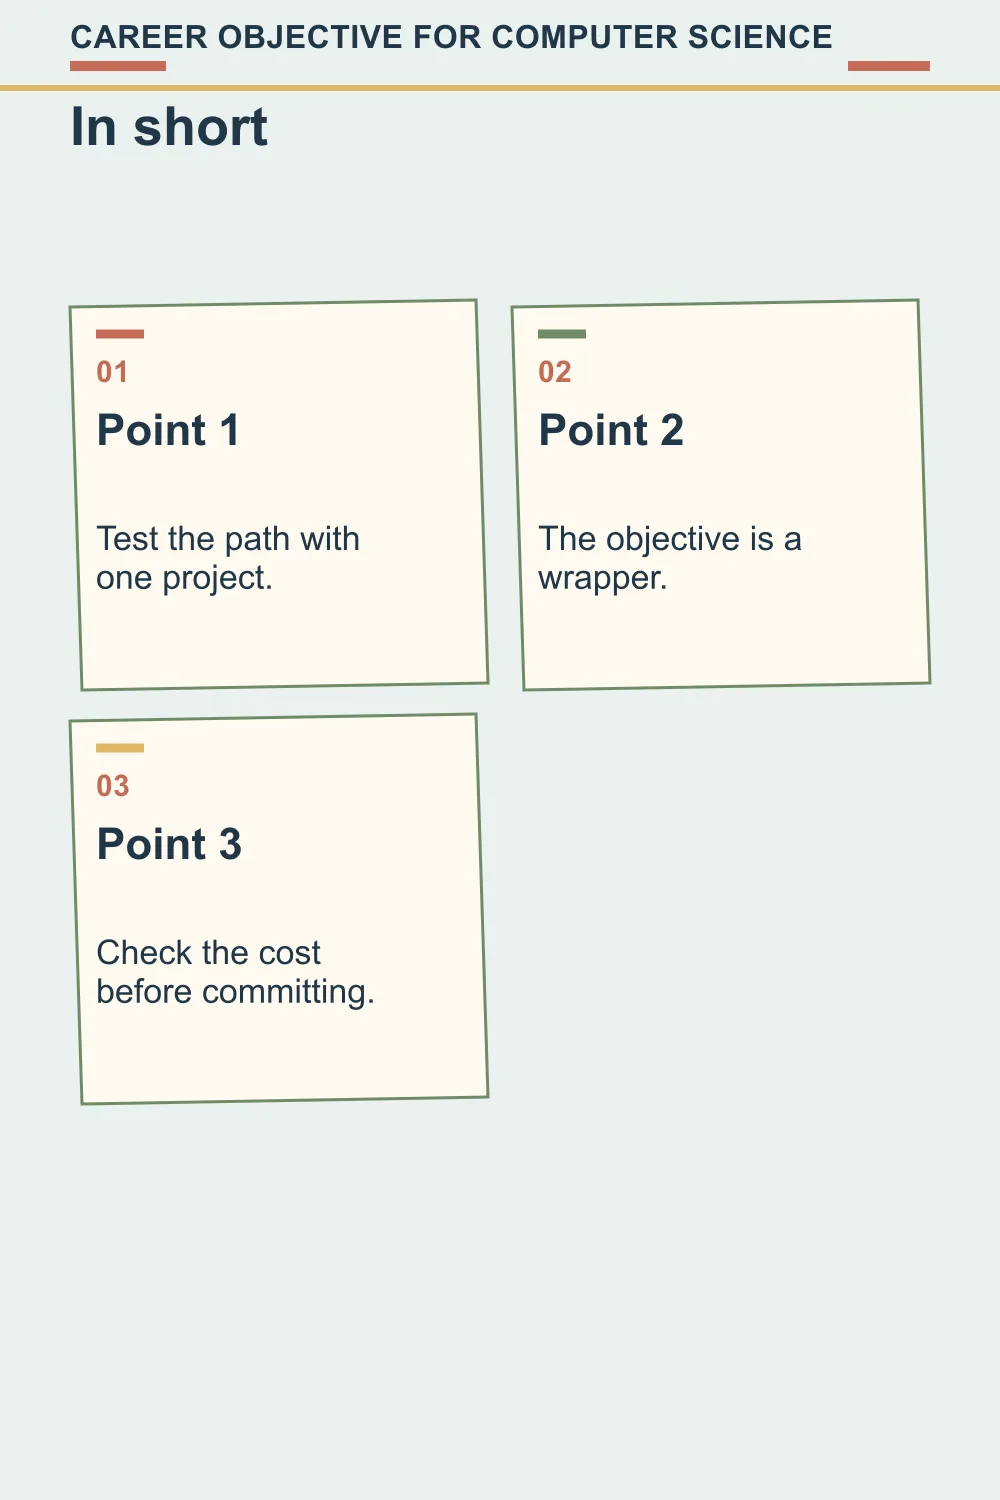 CAREER OBJECTIVE FOR COMPUTER SCIENCE
In short
01
Point 1
Test the path with
one project.
02
Point 2
The objective is a
wrapper.
03
Point 3
Check the cost
before committing.